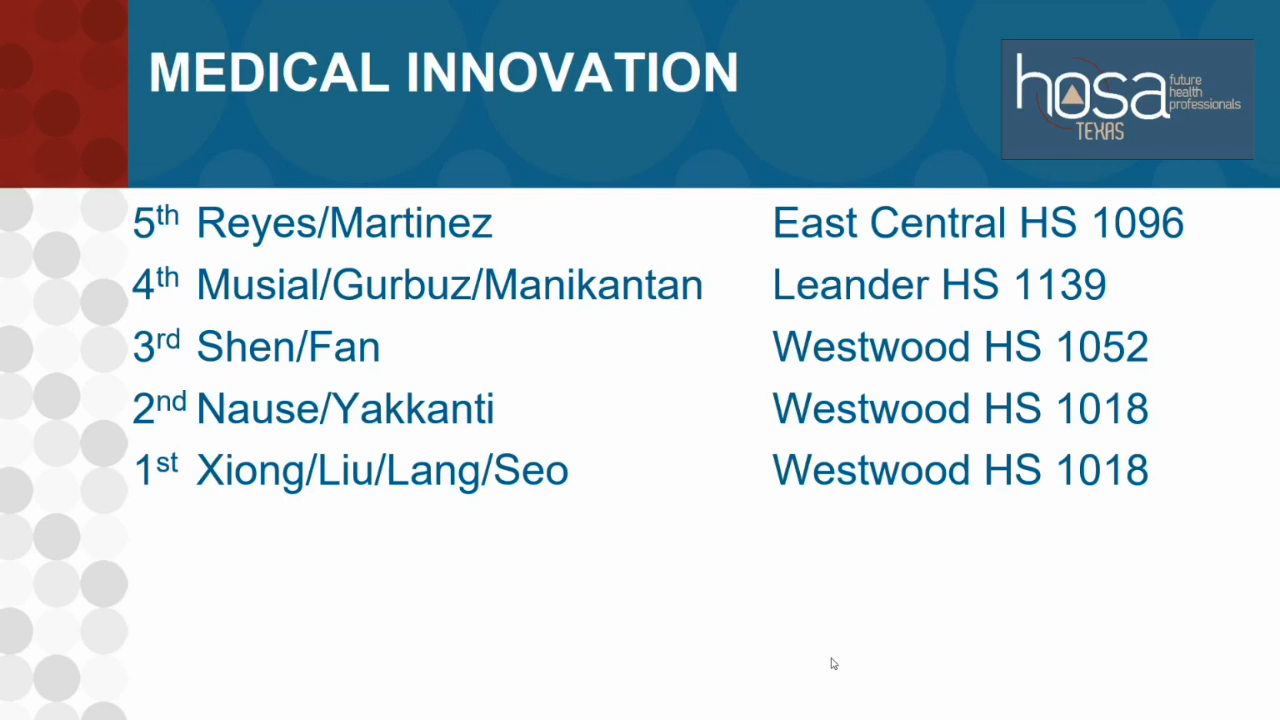 MEDICAL INNOVATION
hosa future health professionals
TEXAS
5th Reyes/Martinez East Central HS 1096
4th Musial/Gurbuz/Manikantan Leander HS 1139
3rd Shen/Fan Westwood HS 1052
2nd Nause/Yakkanti Westwood HS 1018
1st Xiong/Liu/Lang/Seo Westwood HS 1018